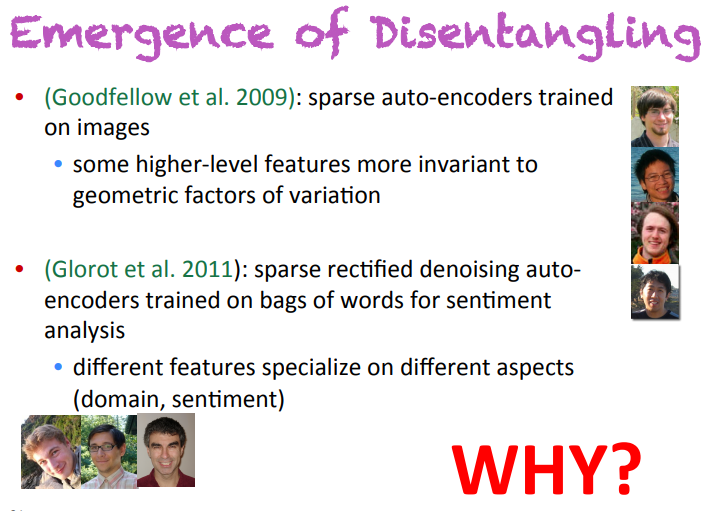 Emergence of Disentangling
• (Goodfellow et al. 2009): sparse auto-encoders trained
on images
• some higher-level features more invariant to
geometric factors of variation
• (Glorot et al. 2011): sparse rectified denoising auto-
encoders trained on bags of words for sentiment
analysis
• different features specialize on different aspects
(domain, sentiment)
WHY?